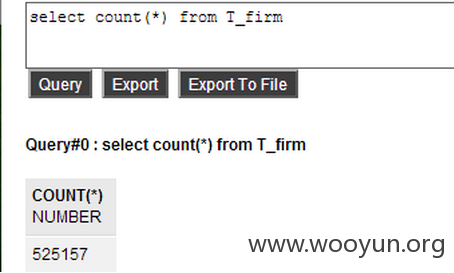 select count(*) from T_firm
Query Export Export To File
Query#0 : select count(*) from T_firm
COUNT(*)
NUMBER
525157
www.wooyun.org